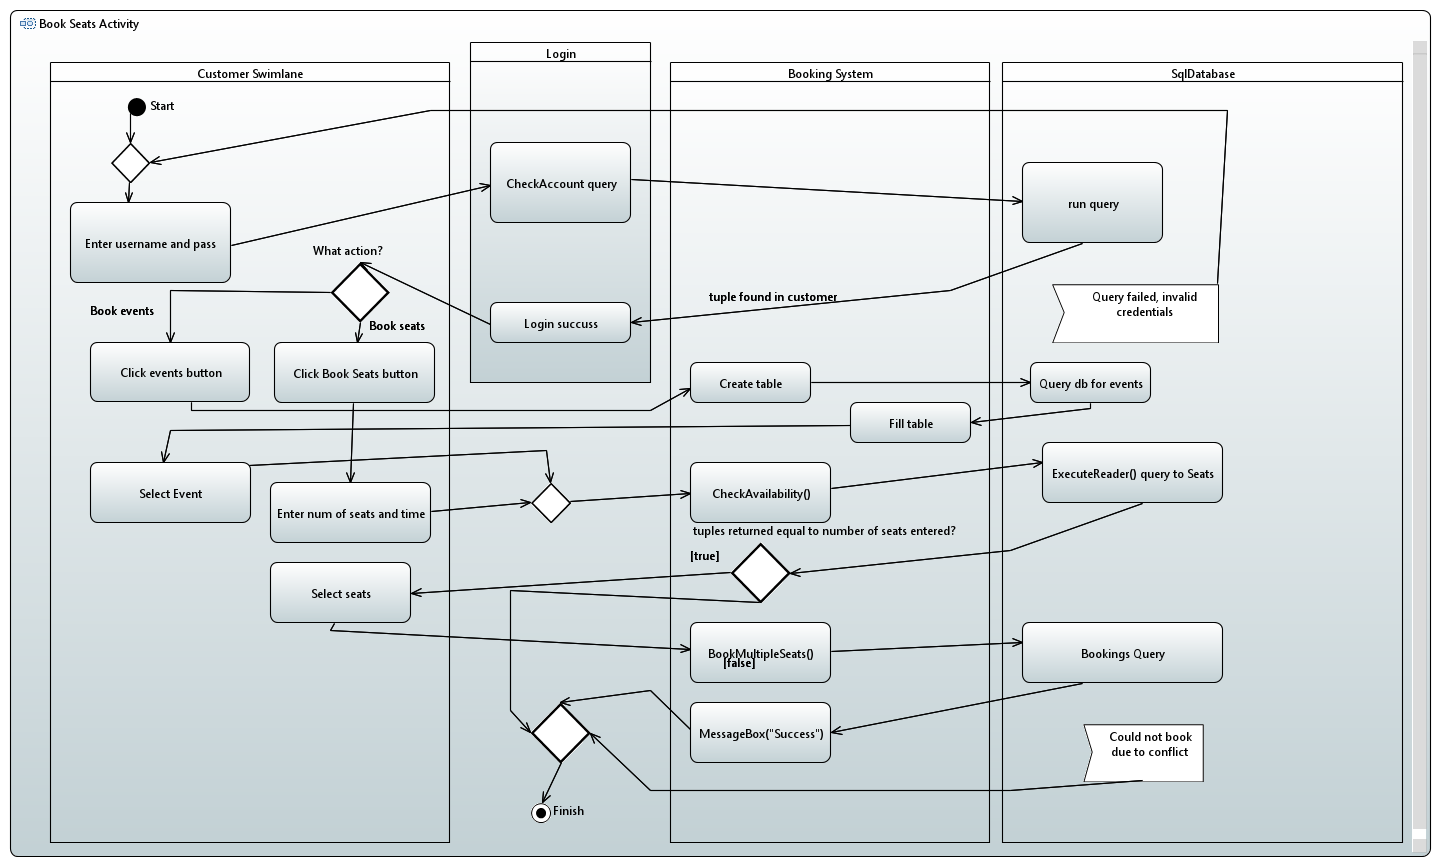 Book Seats Activity
Login
Customer Swimlane
Booking System
SqlDatabase
Start
CheckAccount query
run query
Enter username and pass
What action?
tuple found in customer
Query failed, invalid
credentials
Book events
Book seats
Login succuss
Click events button
Click Book Seats button
Create table
Query db for events
Fill table
Select Event
Enter num of seats and time
CheckAvailability()
ExecuteReader() query to Seats
tuples returned equal to number of seats entered?
[true]
Select seats
BookMultipleSeats()
[false]
Bookings Query
MessageBox("Success")
Could not book
due to conflict
Finish